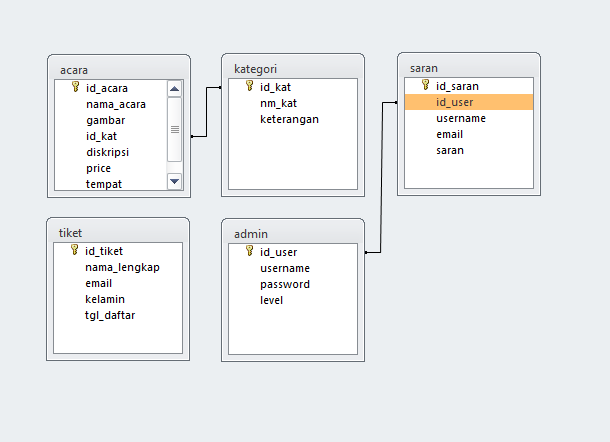 acara
id_acara
nama_acara
gambar
id_kat
diskripsi
price
tempat
kategori
id_kat
nm_kat
keterangan
saran
id_saran
id_user
username
email
saran
tiket
id_tiket
nama_lengkap
email
kelamin
tgl_daftar
admin
id_user
username
password
level